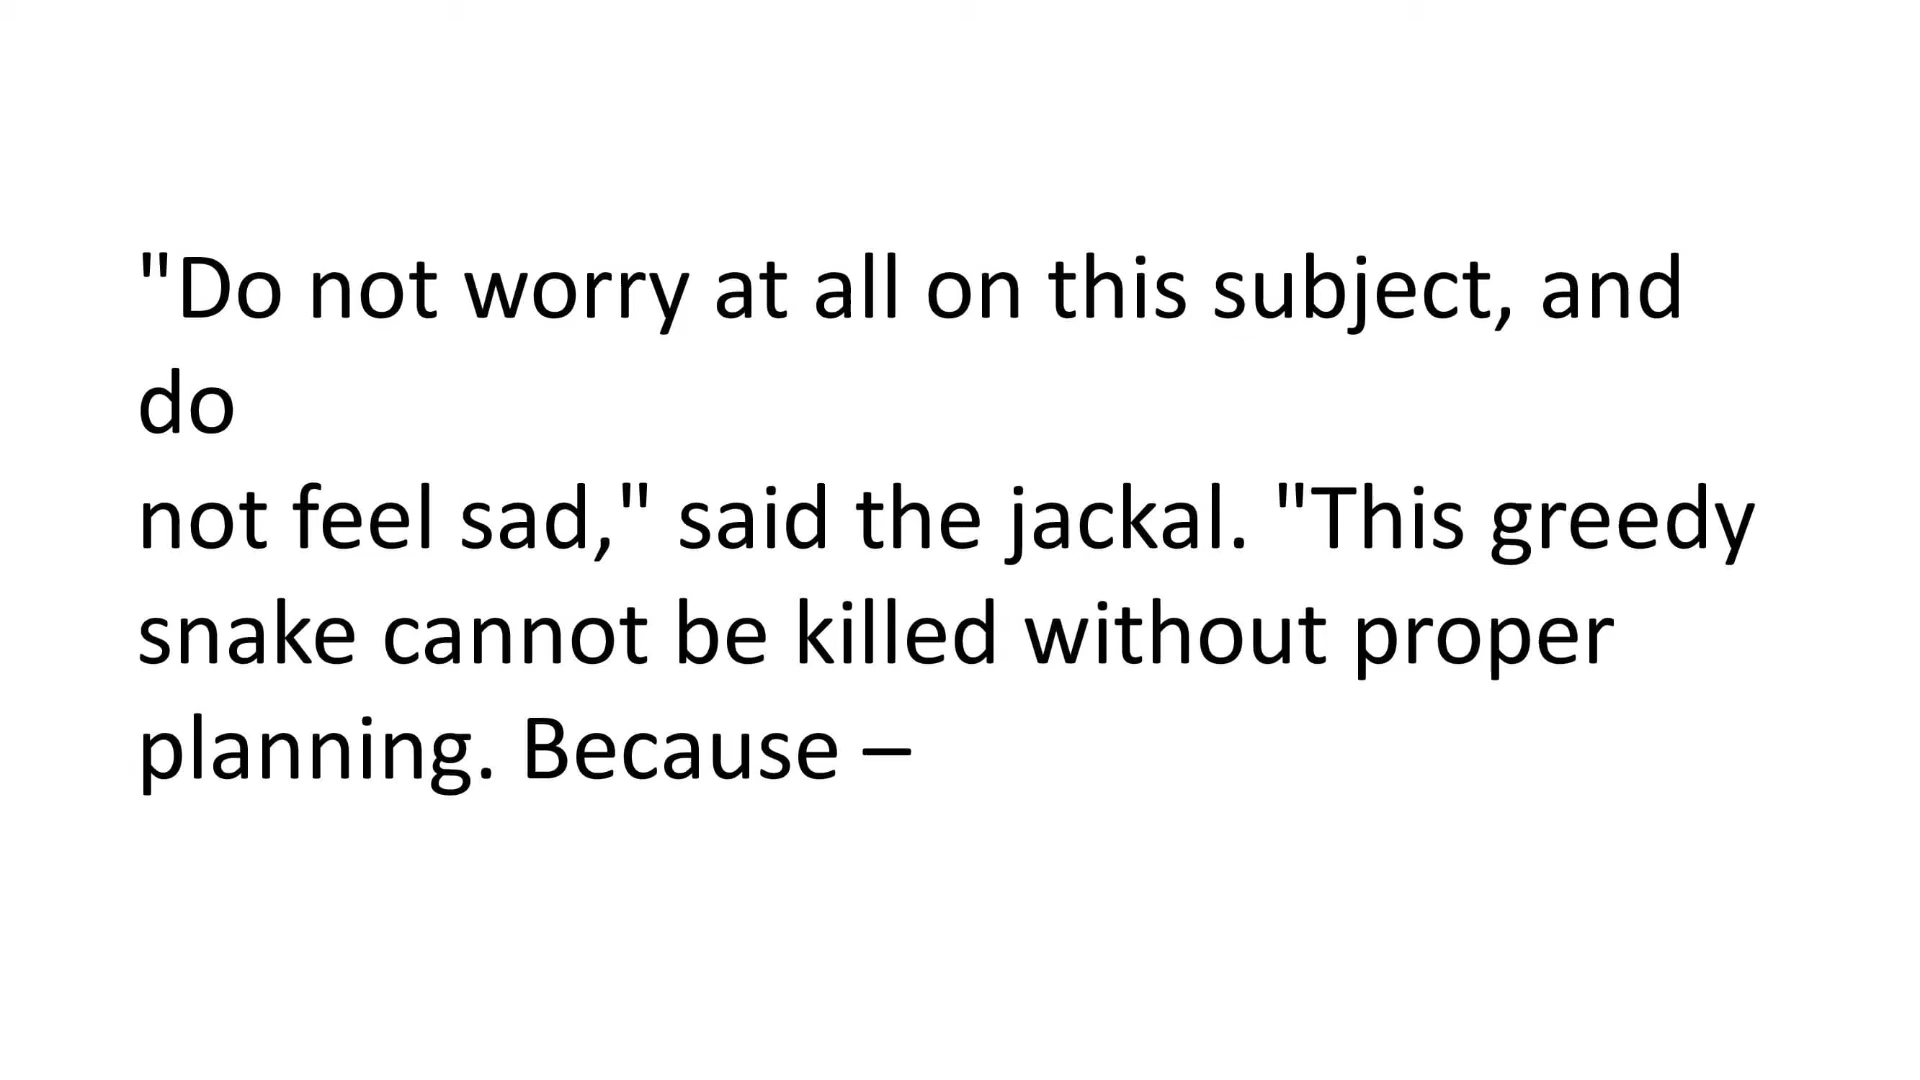 "Do not worry at all on this subject, and
do
not feel sad," said the jackal. "This greedy
snake cannot be killed without proper
planning. Because –